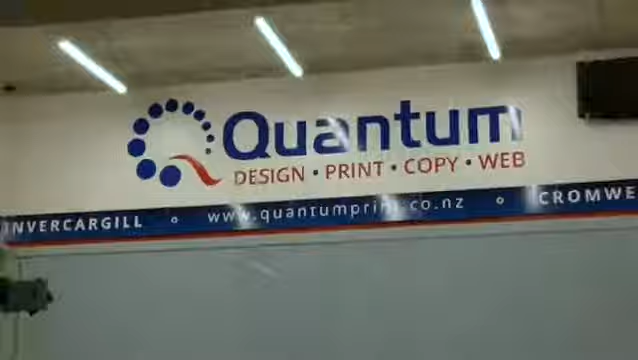 Quantum
DESIGN • PRINT • COPY • WEB
INVERCARGILL o www.quantumprint.co.nz o CROMWE